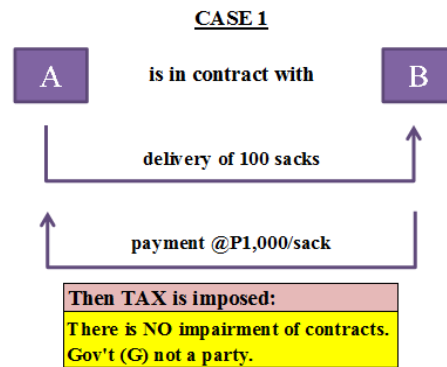 CASE 1
A is in contract with B
delivery of 100 sacks
payment @P1,000/sack
Then TAX is imposed:
There is NO impairment of contracts.
Gov't (G) not a party.